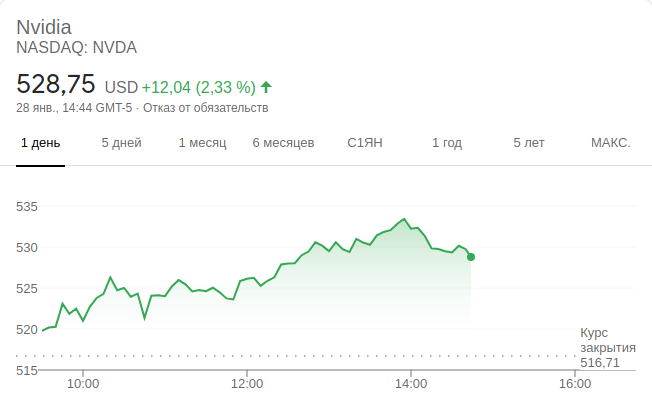 Nvidia
NASDAQ: NVDA
528,75 USD +12,04 (2,33 %)
28 янв., 14:44 GMT-5 · Отказ от обязательств
1 день 5 дней 1 месяц 6 месяцев С1ЯН 1 год 5 лет МАКС.
535
530
525
520
515
Курс
закрытия
516,71
10:00 12:00 14:00 16:00